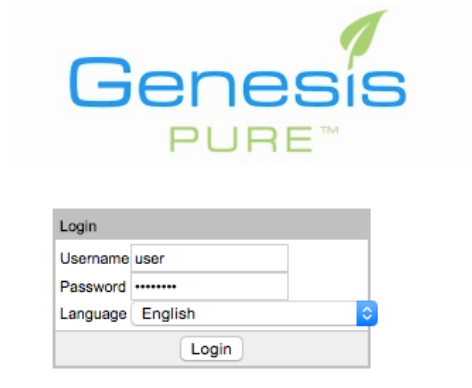 Genesis
PURE™
Login
Username user
Password ••••••••
Language English
Login